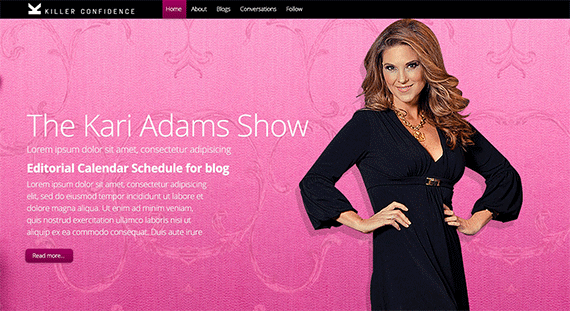 KILLER CONFIDENCE
Home About Blogs Conversations Follow
The Kari Adams Show
Lorem ipsum dolor sit amet, consectetur adipisicing
Editorial Calendar Schedule for blog
Lorem ipsum dolor sit amet, consectetur adipisicing
elit, sed do eiusmod tempor incididunt ut labore et
dolore magna aliqua. Ut enim ad minim veniam,
quis nostrud exercitation ullamco laboris nisi ut
aliquip ex ea commodo consequat. Duis aute irure
Read more...